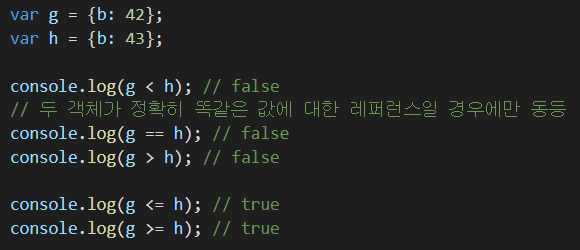 var g = {b: 42};
var h = {b: 43};
console.log(g < h); // false
// 두 객체가 정확히 똑같은 값에 대한 레퍼런스일 경우에만 동등
console.log(g == h); // false
console.log(g > h); // false
console.log(g <= h); // true
console.log(g >= h); // true